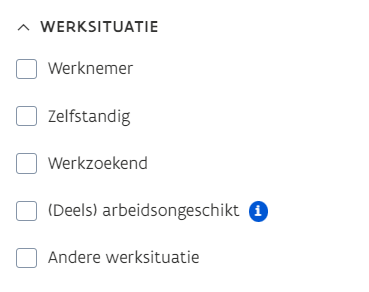 WERKSITUATIE
Werknemer
Zelfstandig
Werkzoekend
(Deels) arbeidsongeschikt i
Andere werksituatie